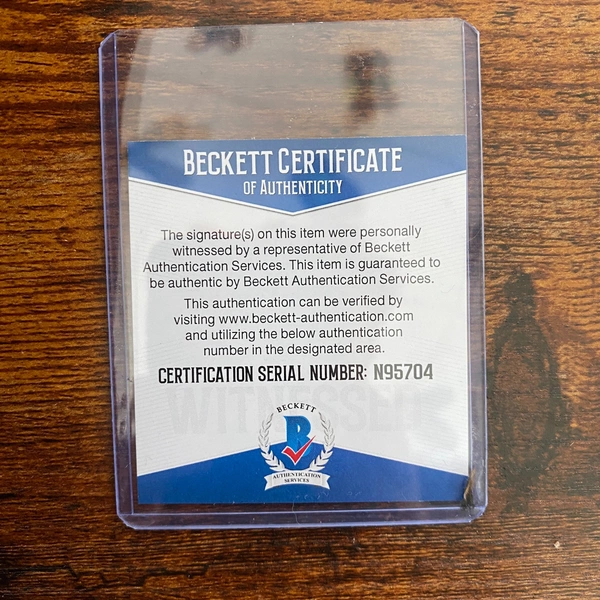 BECKETT CERTIFICATE
OF AUTHENTICITY
The signature(s) on this item were personally
witnessed by a representative of Beckett
Authentication Services. This item is guaranteed to
be authentic by Beckett Authentication Services.
This authentication can be verified by
visiting www.beckett-authentication.com
and utilizing the below authentication
number in the designated area.
CERTIFICATION SERIAL NUMBER: N95704
WITNESSED
BECKETT
B
AUTHENTICATION
SERVICES